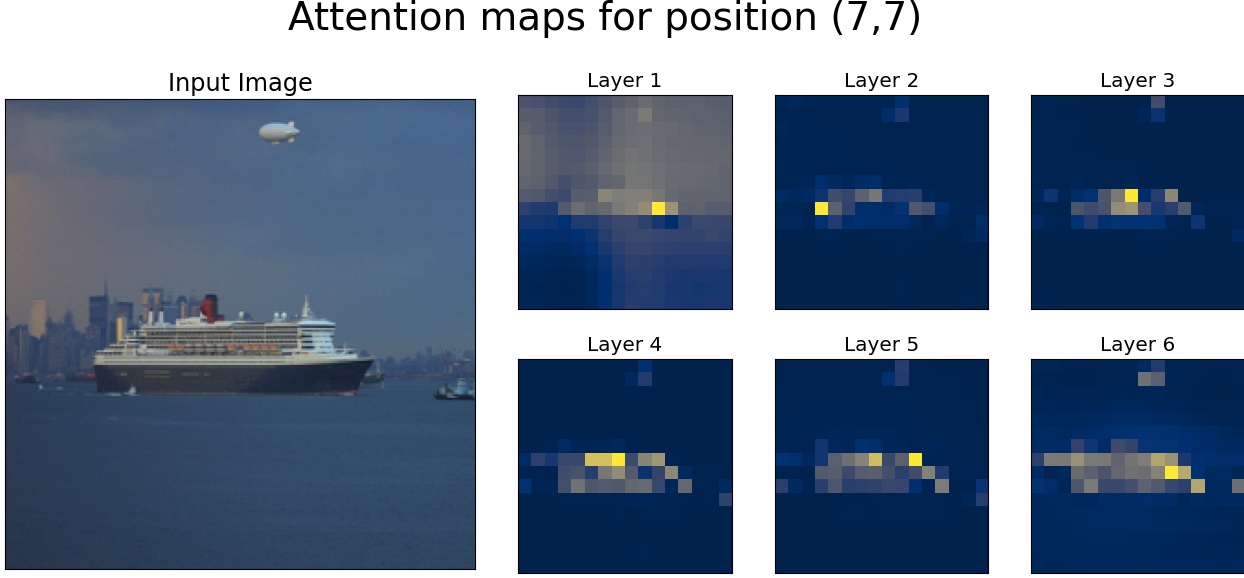 Attention maps for position (7,7)
Input Image
Layer 1
Layer 2
Layer 3
Layer 4
Layer 5
Layer 6